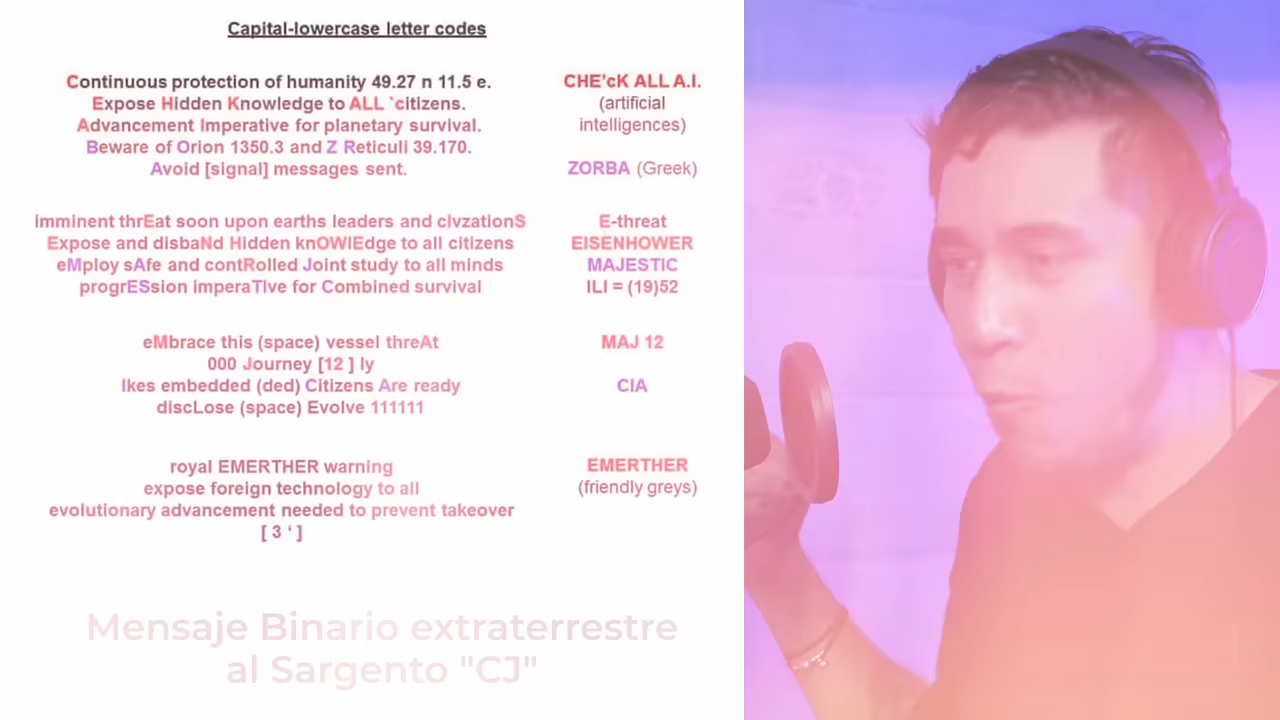 Capital-lowercase letter codes
Continuous protection of humanity 49.27 n 11.5 e.
Expose Hidden Knowledge to ALL `citizens.
Advancement Imperative for planetary survival.
Beware of Orion 1350.3 and Z Reticuli 39.170.
Avoid [signal] messages sent.
CHE'cK ALL A.I.
(artificial
intelligences)
ZORBA (Greek)
imminent thrEat soon upon earths leaders and cIvzationS
Expose and disbaNd Hidden knOWlEdge to all citizens
eMploy sAfe and contRolled Joint study to all minds
progrESsion imperaTIve for Combined survival
E-threat
EISENHOWER
MAJESTIC
ILI = (19)52
eMbrace this (space) vessel threAt
000 Journey [12 ] ly
Ikes embedded (ded) Citizens Are ready
discLose (space) Evolve 111111
MAJ 12
CIA
royal EMERTHER warning
expose foreign technology to all
evolutionary advancement needed to prevent takeover
[ 3 ‘ ]
EMERTHER
(friendly greys)
Mensaje Binario extraterrestre
al Sargento "CJ"